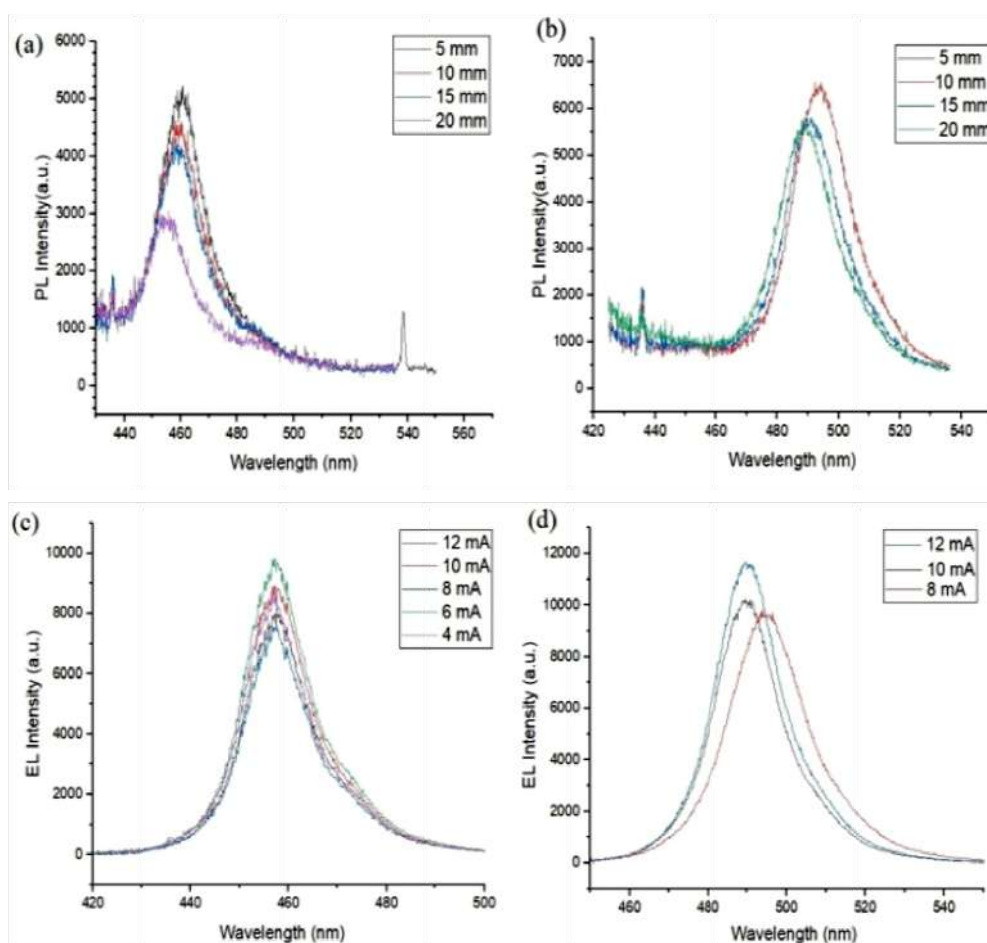 (a)
6000
5000
4000
3000
2000
1000
0
PL Intensity(a.u.)
5 mm
10 mm
15 mm
20 mm
440 460 480 500 520 540 560
Wavelength (nm)
(b)
7000
6000
5000
4000
3000
2000
1000
0
PL Intensity(a.u.)
5 mm
10 mm
15 mm
20 mm
420 440 460 480 500 520 540
Wavelength (nm)
(c)
10000
8000
6000
4000
2000
0
EL Intensity (a.u.)
12 mA
10 mA
8 mA
6 mA
4 mA
420 440 460 480 500
Wavelength (nm)
(d)
12000
10000
8000
6000
4000
2000
0
EL Intensity (a.u.)
12 mA
10 mA
8 mA
460 480 500 520 540
Wavelength (nm)